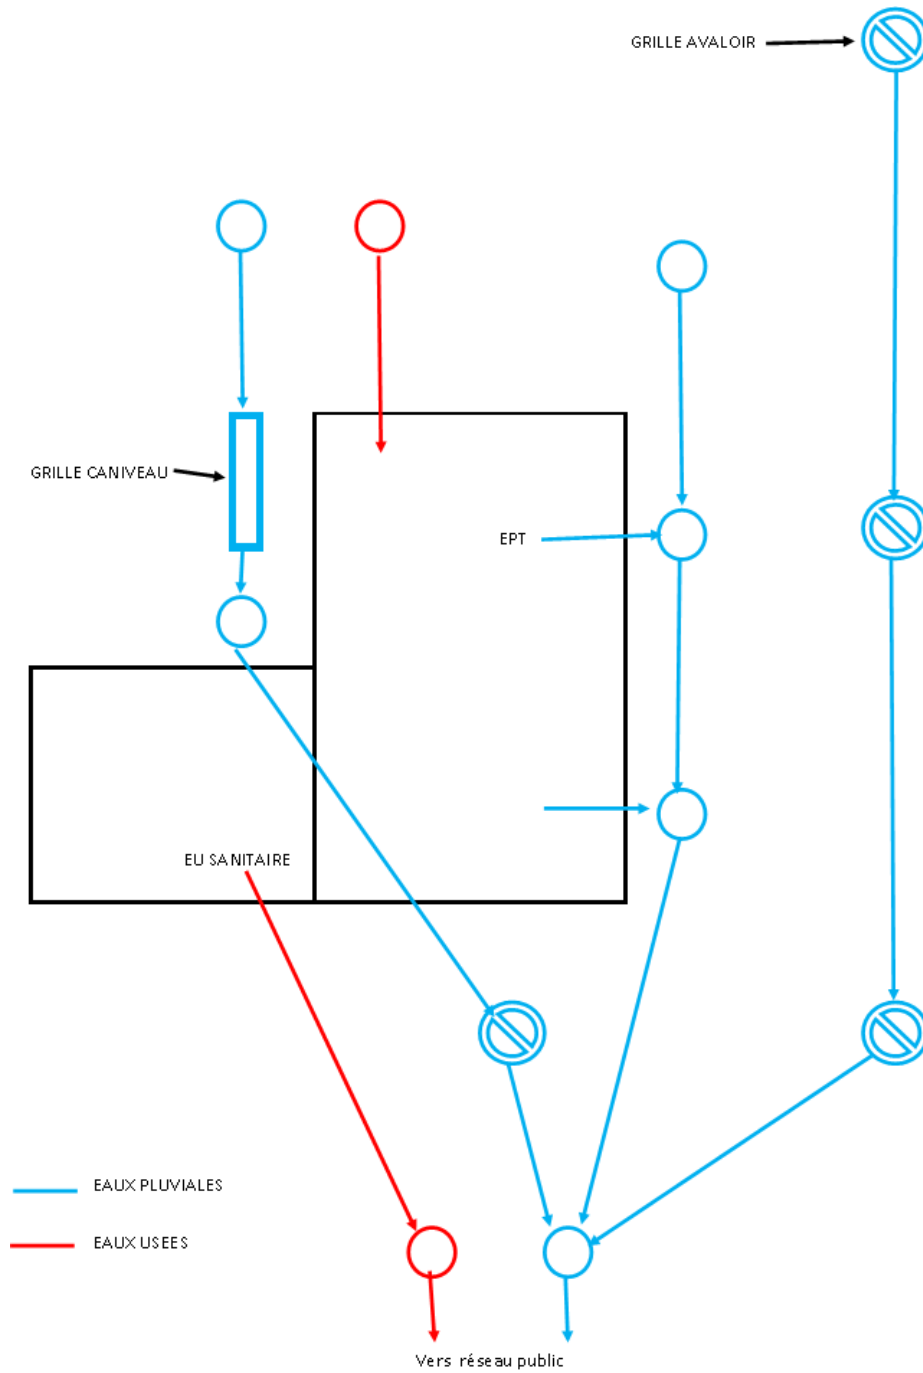 GRILLE AVALOIR
GRILLE CANIVEAU
EPT
EU SANITAIRE
EAUX PLUVIALES
EAUX USEES
Vers réseau public